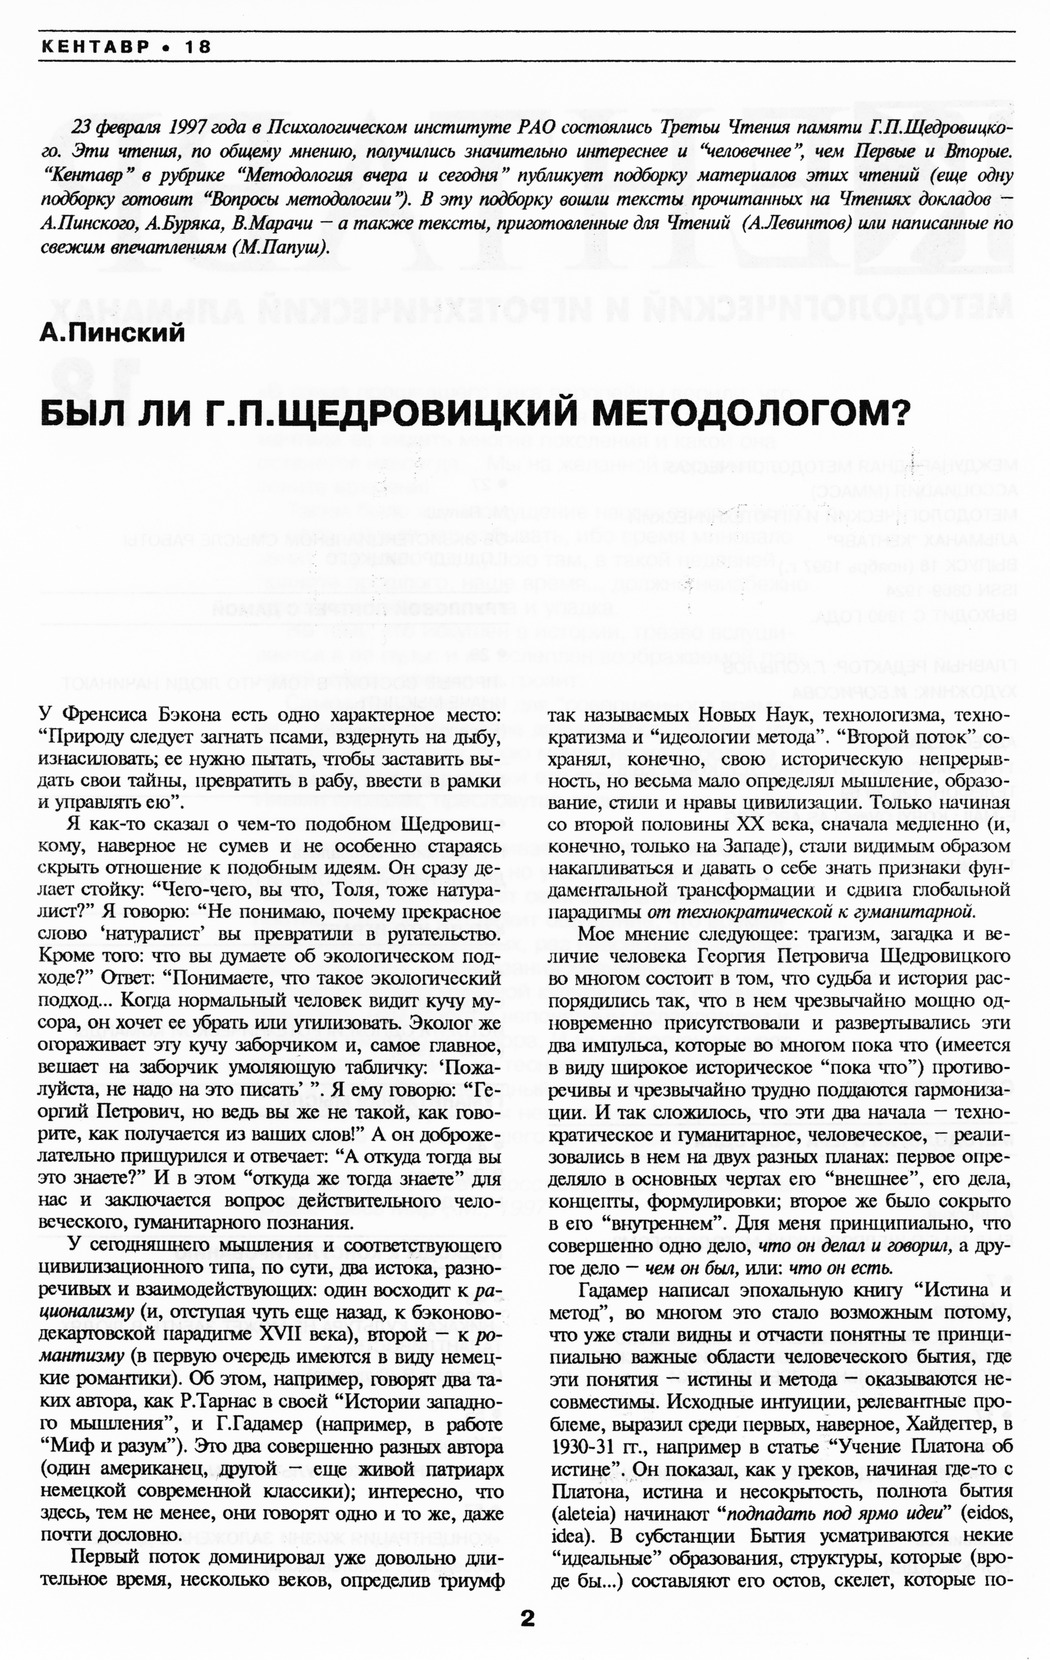 КЕНТАВР • 18
23 февраля 1997 года в Психологическом институте РАО состоялись Третьи Чтения памяти Г.П.Щедровицко-
го. Эти чтения, по общему мнению, получились значительно интереснее и “человечнее”, чем Первые и Вторые.
“Кентавр” в рубрике “Методология вчера и сегодня” публикует подборку материалов этих чтений (еще одну
подборку готовит “Вопросы методологии”). В эту подборку вошли тексты прочитанных на Чтениях докладов —
А.Пинского, А.Буряка, В.Марачи — а также тексты, приготовленные для Чтений (А.Левинтов) или написанные по
свежим впечатлениям (М.Папуш).
А.Пинский
БЫЛ ЛИ Г.П.ЩЕДРОВИЦКИЙ МЕТОДОЛОГОМ?
У Френсиса Бэкона есть одно характерное место:
“Природу следует загнать псами, вздернуть на дыбу,
изнасиловать; ее нужно пытать, чтобы заставить вы-
дать свои тайны, превратить в рабу, ввести в рамки
и управлять ею”.
Я как-то сказал о чем-то подобном Щедровиц-
кому, наверное не сумев и не особенно стараясь
скрыть отношение к подобным идеям. Он сразу де-
лает стойку: “Чего-чего, вы что, Толя, тоже натура-
лист?” Я говорю: “Не понимаю, почему прекрасное
слово ‘натуралист’ вы превратили в ругательство.
Кроме того: что вы думаете об экологическом под-
ходе?” Ответ: “Понимаете, что такое экологический
подход... Когда нормальный человек видит кучу му-
сора, он хочет ее убрать или утилизовать. Эколог же
огораживает эту кучу заборчиком и, самое главное,
вешает на заборчик умоляющую табличку: ‘Пожа-
луйста, не надо на это писать’ ”. Я ему говорю: “Ге-
оргий Петрович, но ведь вы же не такой, как гово-
рите, как получается из ваших слов!” А он доброже-
лательно прищурился и отвечает: “А откуда тогда вы
это знаете?” И в этом “откуда же тогда знаете” для
нас и заключается вопрос действительного чело-
веческого, гуманитарного познания.
У сегодняшнего мышления и соответствующего
цивилизационного типа, по сути, два истока, разно-
речивых и взаимодействующих: один восходит к ра-
ционализму (и, отступая чуть еще назад, к бэконово-
декартовской парадигме XVII века), второй — к ро-
мантизму (в первую очередь имеются в виду немец-
кие романтики). Об этом, например, говорят два та-
ких автора, как Р.Тарнас в своей “Истории западно-
го мышления”, и Г.Гадамер (например, в работе
“Миф и разум”). Это два совершенно разных автора
(один американец, другой — еще живой патриарх
немецкой современной классики); интересно, что
здесь, тем не менее, они говорят одно и то же, даже
почти дословно.
Первый поток доминировал уже довольно дли-
тельное время, несколько веков, определив триумф
так называемых Новых Наук, технологизма, техно-
кратизма и “идеологии метода”. “Второй поток” со-
хранял, конечно, свою историческую непрерыв-
ность, но весьма мало определял мышление, образо-
вание, стили и нравы цивилизации. Только начиная
со второй половины XX века, сначала медленно (и,
конечно, только на Западе), стали видимым образом
накапливаться и давать о себе знать признаки фун-
даментальной трансформации и сдвига глобальной
парадигмы от технократической к гуманитарной.
Мое мнение следующее: трагизм, загадка и ве-
личие человека Георгия Петровича Щедровицкого
во многом состоит в том, что судьба и история рас-
порядились так, что в нем чрезвычайно мощно од-
новременно присутствовали и развертывались эти
два импульса, которые во многом пока что (имеется
в виду широкое историческое “пока что”) противо-
речивы и чрезвычайно трудно поддаются гармониза-
ции. И так сложилось, что эти два начала — техно-
кратическое и гуманитарное, человеческое, — реали-
зовались в нем на двух разных планах: первое опре-
деляло в основных чертах его “внешнее”, его дела,
концепты, формулировки; второе же было сокрыто
в его “внутреннем”. Для меня принципиально, что
совершенно одно дело, что он делал и говорил, а дру-
гое дело — чем он был, или: что он есть.
Гадамер написал эпохальную книгу “Истина и
метод”, во многом это стало возможным потому,
что уже стали видны и отчасти понятны те принци-
пиально важные области человеческого бытия, где
эти понятия — истины и метода — оказываются не-
совместимы. Исходные интуиции, релевантные про-
блеме, выразил среди первых, наверное, Хайдеггер, в
1930-31 гг., например в статье “Учение Платона об
истине”. Он показал, как у греков, начиная где-то с
Платона, истина и несокрытость, полнота бытия
(aleteia) начинают “подпадать под ярмо идеи” (eidos,
idea). В субстанции Бытия усматриваются некие
“идеальные” образования, структуры, которые (вро-
де бы...) составляют его остов, скелет, которые по-
2